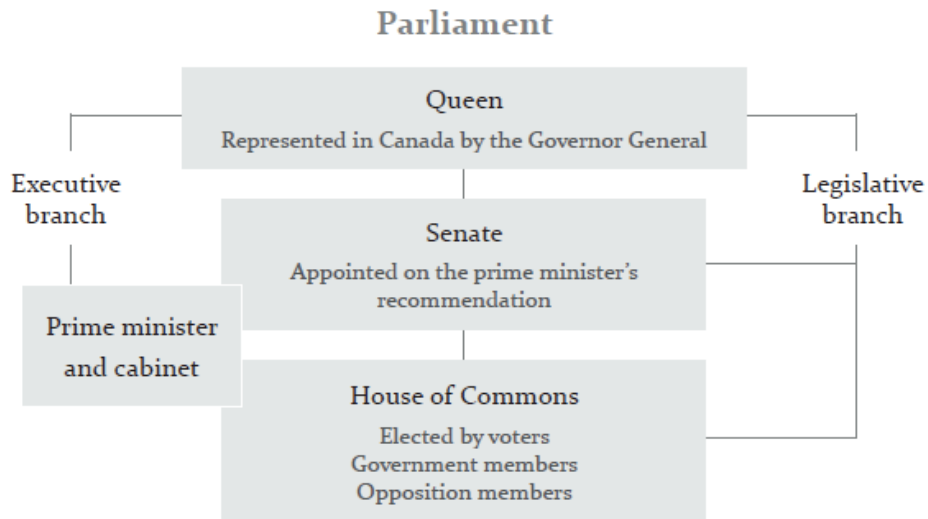 Parliament
Queen
Represented in Canada by the Governor General
Executive
branch
Legislative
branch
Senate
Appointed on the prime minister’s
recommendation
Prime minister
and cabinet
House of Commons
Elected by voters
Government members
Opposition members